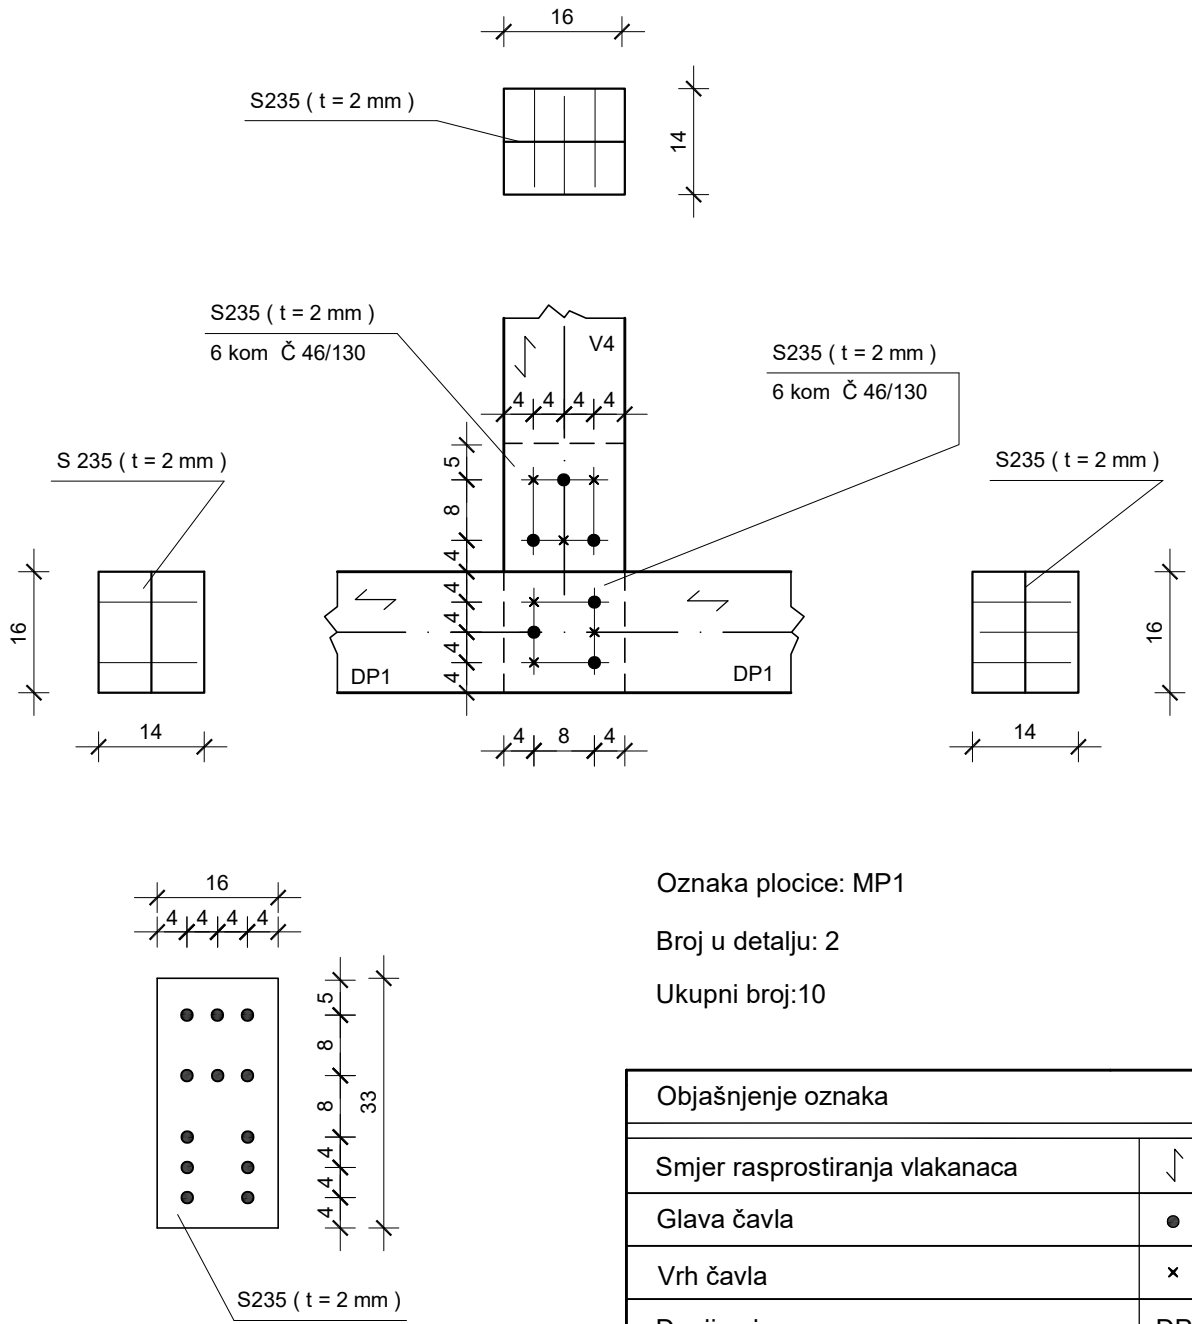 16
S235 ( t = 2 mm )
14
S235 ( t = 2 mm )
6 kom Č 46/130
V4
S235 ( t = 2 mm )
6 kom Č 46/130
4 4 4 4
S 235 ( t = 2 mm )
S235 ( t = 2 mm )
5
8
4
4
4
4
4
16
16
DP1
DP1
14
4 8 4
14
16
4 4 4 4
5
8
8
4
4
4
33
S235 ( t = 2 mm )
Oznaka plocice: MP1
Broj u detalju: 2
Ukupni broj:10
Objašnjenje oznaka
Smjer rasprostiranja vlakanaca
Glava čavla
Vrh čavla